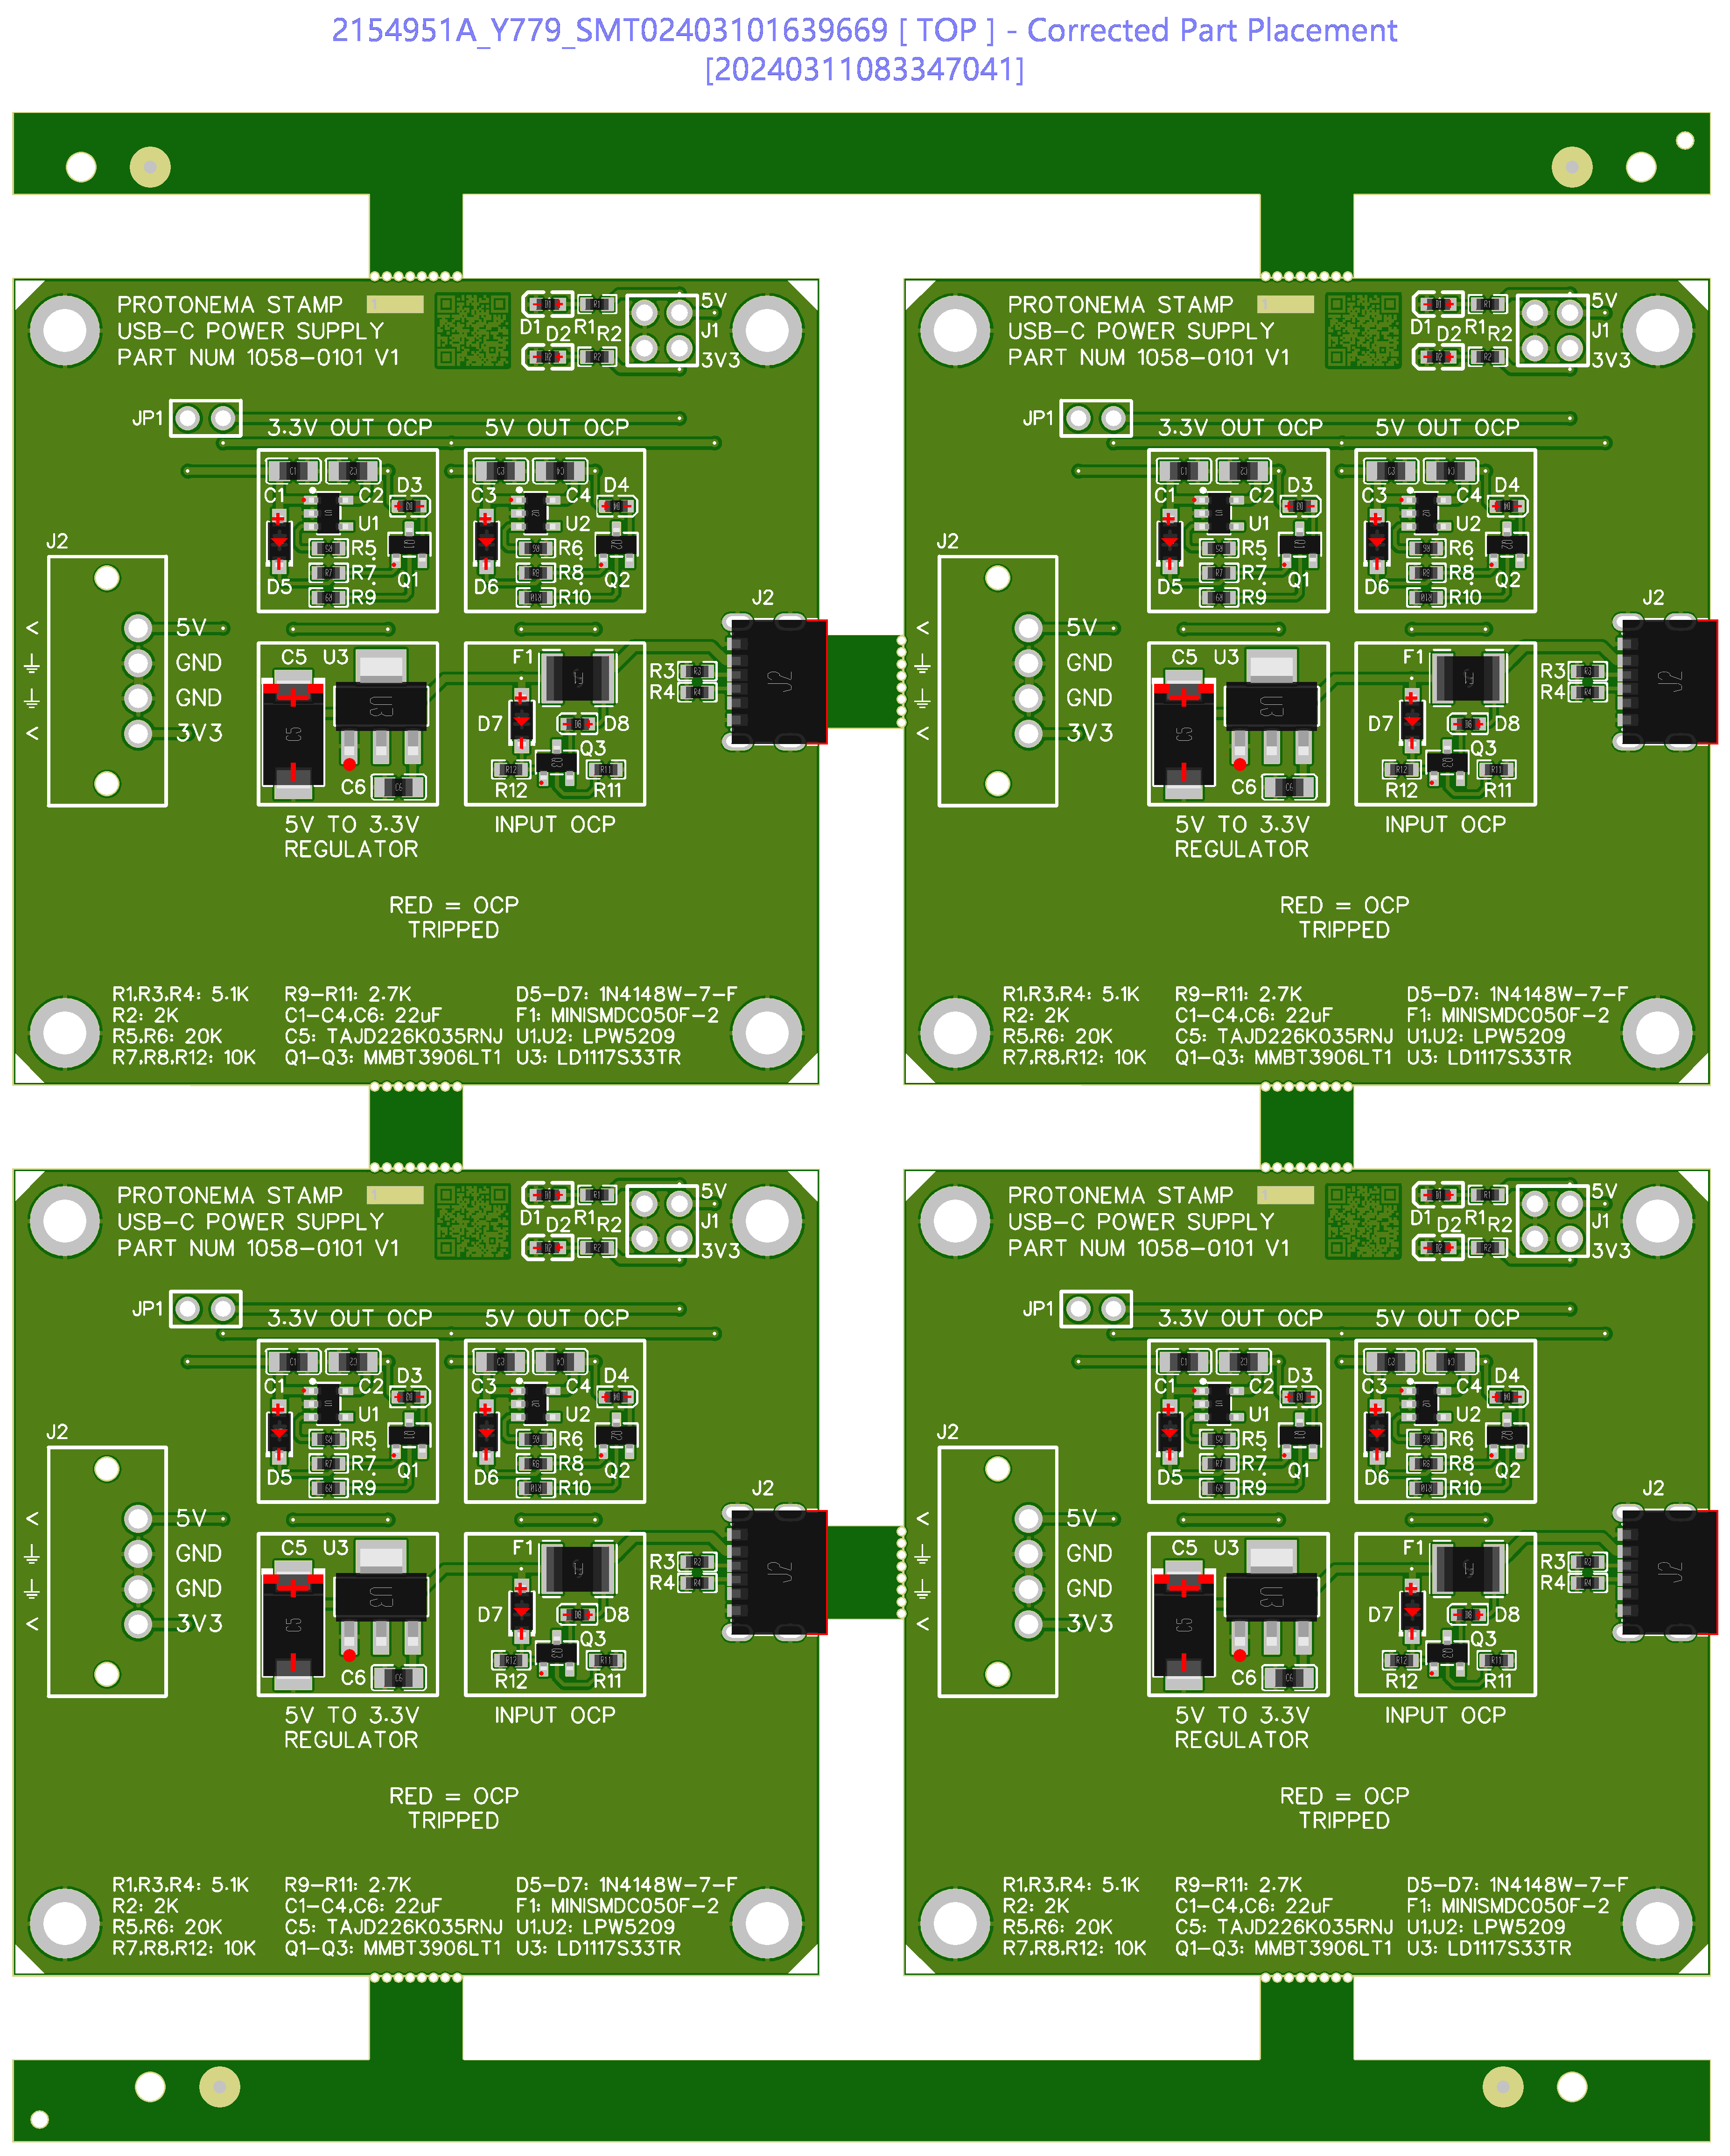 2154951A_Y779_SMT02403101639669 [ TOP ] - Corrected Part Placement
[20240311083347041]
PROTONEMA STAMP
USB-C POWER SUPPLY
PART NUM 1058-0101 V1
D1 D2 R1 R2
5V
J1
3V3
JP1
3.3V OUT OCP
5V OUT OCP
C1 C2 D3
U1
R5
R7
R9
D5 Q1
C3 C4 D4
U2
R6
R8
R10
D6 Q2
J2
< 5V
GND
GND
< 3V3
C5 U3
C5 U3
C6
5V TO 3.3V
REGULATOR
F1
D7 D8
Q3
R12 R11
INPUT OCP
R3
R4
J2
J2
RED = OCP
TRIPPED
R1,R3,R4: 5.1K
R2: 2K
R5,R6: 20K
R7,R8,R12: 10K
R9-R11: 2.7K
C1-C4,C6: 22uF
C5: TAJD226K035RNJ
Q1-Q3: MMBT3906LT1
D5-D7: 1N4148W-7-F
F1: MINISMDC050F-2
U1,U2: LPW5209
U3: LD1117S33TR
PROTONEMA STAMP
USB-C POWER SUPPLY
PART NUM 1058-0101 V1
D1 D2 R1 R2
5V
J1
3V3
JP1
3.3V OUT OCP
5V OUT OCP
C1 C2 D3
U1
R5
R7
R9
D5 Q1
C3 C4 D4
U2
R6
R8
R10
D6 Q2
J2
< 5V
GND
GND
< 3V3
C5 U3
C5 U3
C6
5V TO 3.3V
REGULATOR
F1
D7 D8
Q3
R12 R11
INPUT OCP
R3
R4
J2
J2
RED = OCP
TRIPPED
R1,R3,R4: 5.1K
R2: 2K
R5,R6: 20K
R7,R8,R12: 10K
R9-R11: 2.7K
C1-C4,C6: 22uF
C5: TAJD226K035RNJ
Q1-Q3: MMBT3906LT1
D5-D7: 1N4148W-7-F
F1: MINISMDC050F-2
U1,U2: LPW5209
U3: LD1117S33TR
PROTONEMA STAMP
USB-C POWER SUPPLY
PART NUM 1058-0101 V1
D1 D2 R1 R2
5V
J1
3V3
JP1
3.3V OUT OCP
5V OUT OCP
C1 C2 D3
U1
R5
R7
R9
D5 Q1
C3 C4 D4
U2
R6
R8
R10
D6 Q2
J2
< 5V
GND
GND
< 3V3
C5 U3
C5 U3
C6
5V TO 3.3V
REGULATOR
F1
D7 D8
Q3
R12 R11
INPUT OCP
R3
R4
J2
J2
RED = OCP
TRIPPED
R1,R3,R4: 5.1K
R2: 2K
R5,R6: 20K
R7,R8,R12: 10K
R9-R11: 2.7K
C1-C4,C6: 22uF
C5: TAJD226K035RNJ
Q1-Q3: MMBT3906LT1
D5-D7: 1N4148W-7-F
F1: MINISMDC050F-2
U1,U2: LPW5209
U3: LD1117S33TR
PROTONEMA STAMP
USB-C POWER SUPPLY
PART NUM 1058-0101 V1
D1 D2 R1 R2
5V
J1
3V3
JP1
3.3V OUT OCP
5V OUT OCP
C1 C2 D3
U1
R5
R7
R9
D5 Q1
C3 C4 D4
U2
R6
R8
R10
D6 Q2
J2
< 5V
GND
GND
< 3V3
C5 U3
C5 U3
C6
5V TO 3.3V
REGULATOR
F1
D7 D8
Q3
R12 R11
INPUT OCP
R3
R4
J2
J2
RED = OCP
TRIPPED
R1,R3,R4: 5.1K
R2: 2K
R5,R6: 20K
R7,R8,R12: 10K
R9-R11: 2.7K
C1-C4,C6: 22uF
C5: TAJD226K035RNJ
Q1-Q3: MMBT3906LT1
D5-D7: 1N4148W-7-F
F1: MINISMDC050F-2
U1,U2: LPW5209
U3: LD1117S33TR